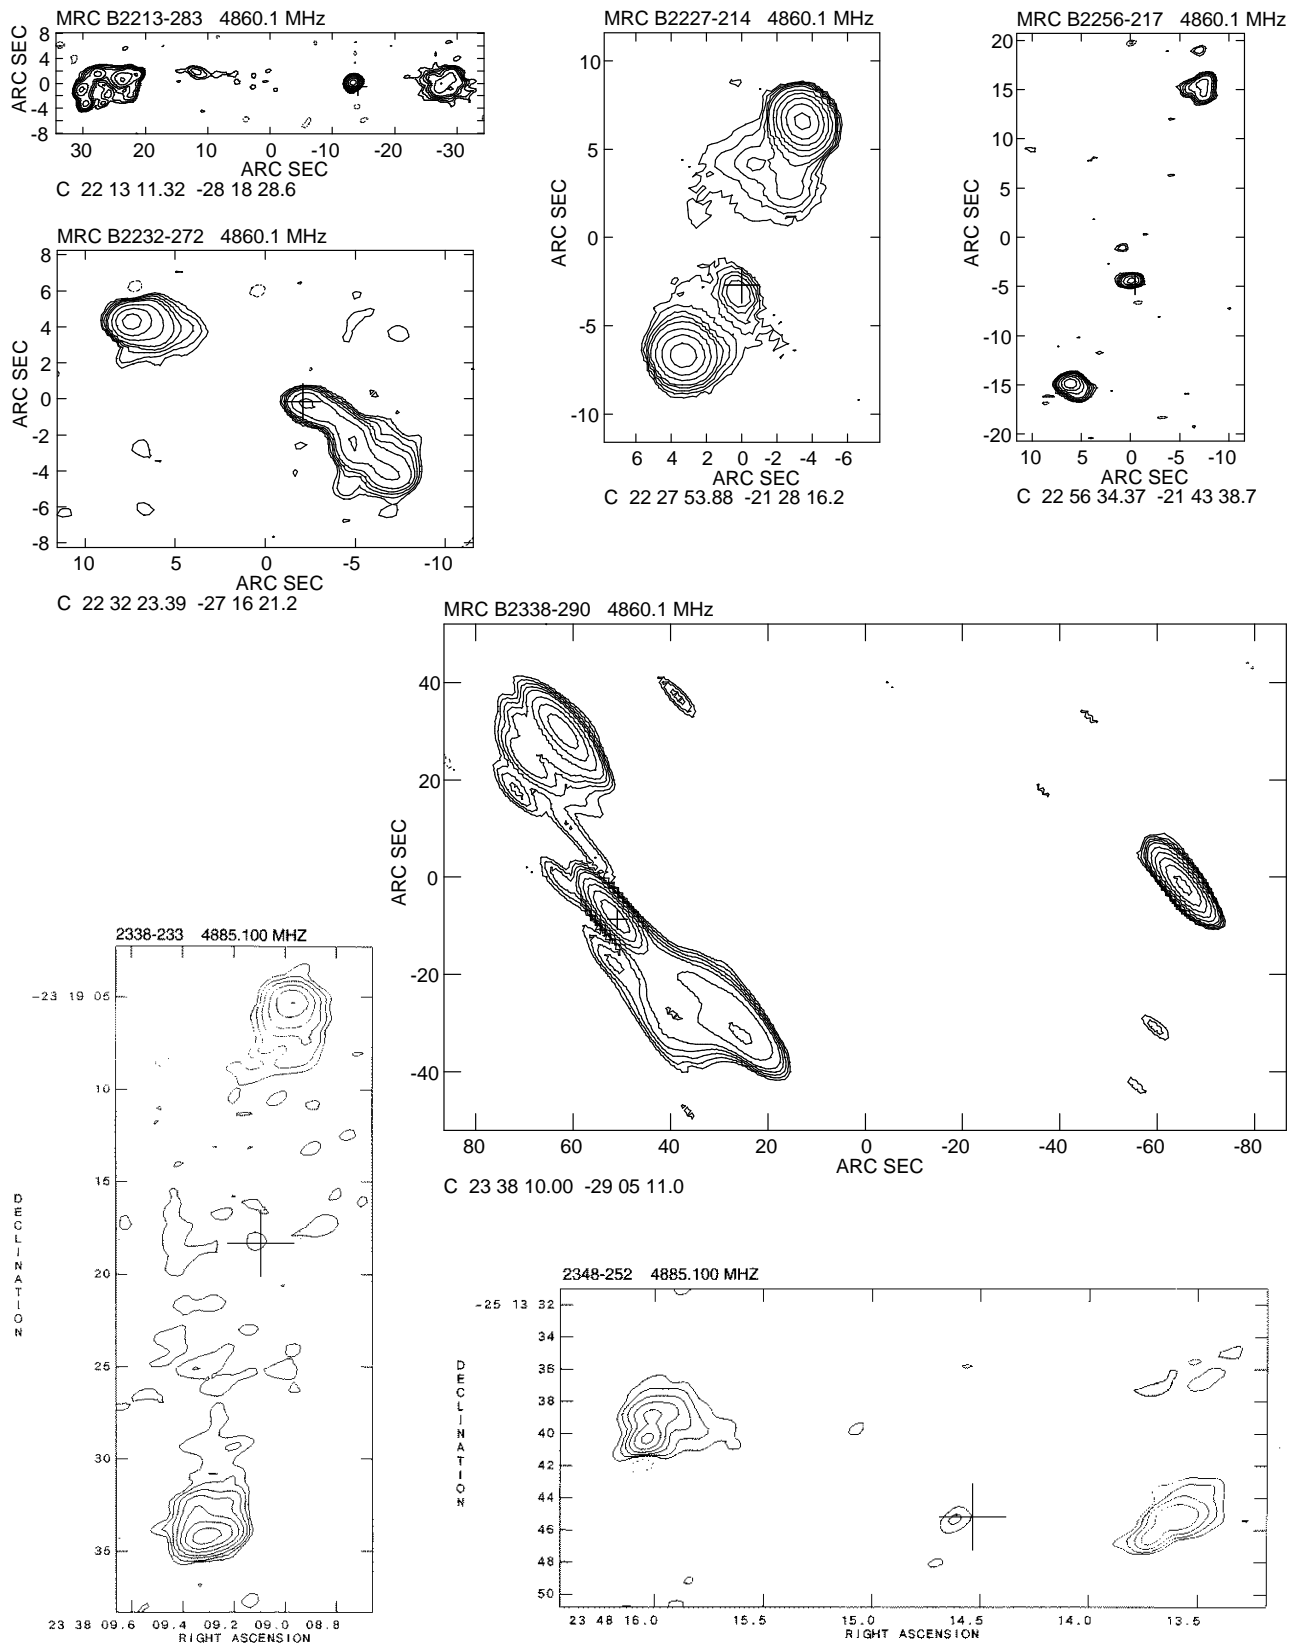 MRC B2213-283 4860.1 MHz
ARC SEC
8
4
0
-4
-8
30 20 10 0 -10 -20 -30
ARC SEC
C 22 13 11.32 -28 18 28.6
MRC B2227-214 4860.1 MHz
ARC SEC
10
5
0
-5
-10
6 4 2 0 -2 -4 -6
ARC SEC
C 22 27 53.88 -21 28 16.2
MRC B2256-217 4860.1 MHz
ARC SEC
20
15
10
5
0
-5
-10
-15
-20
10 5 0 -5 -10
ARC SEC
C 22 56 34.37 -21 43 38.7
MRC B2232-272 4860.1 MHz
ARC SEC
8
6
4
2
0
-2
-4
-6
-8
10 5 0 -5 -10
ARC SEC
C 22 32 23.39 -27 16 21.2
MRC B2338-290 4860.1 MHz
ARC SEC
40
20
0
-20
-40
80 60 40 20 0 -20 -40 -60 -80
ARC SEC
C 23 38 10.00 -29 05 11.0
2338-233 4885.100 MHZ
DECLINATION
-23 19 05
10
15
20
25
30
35
23 38 09.6 09.4 09.2 09.0 08.8
RIGHT ASCENSION
2348-252 4885.100 MHZ
DECLINATION
-25 13 32
34
36
38
40
42
44
46
48
50
23 48 16.0 15.5 15.0 14.5 14.0 13.5
RIGHT ASCENSION